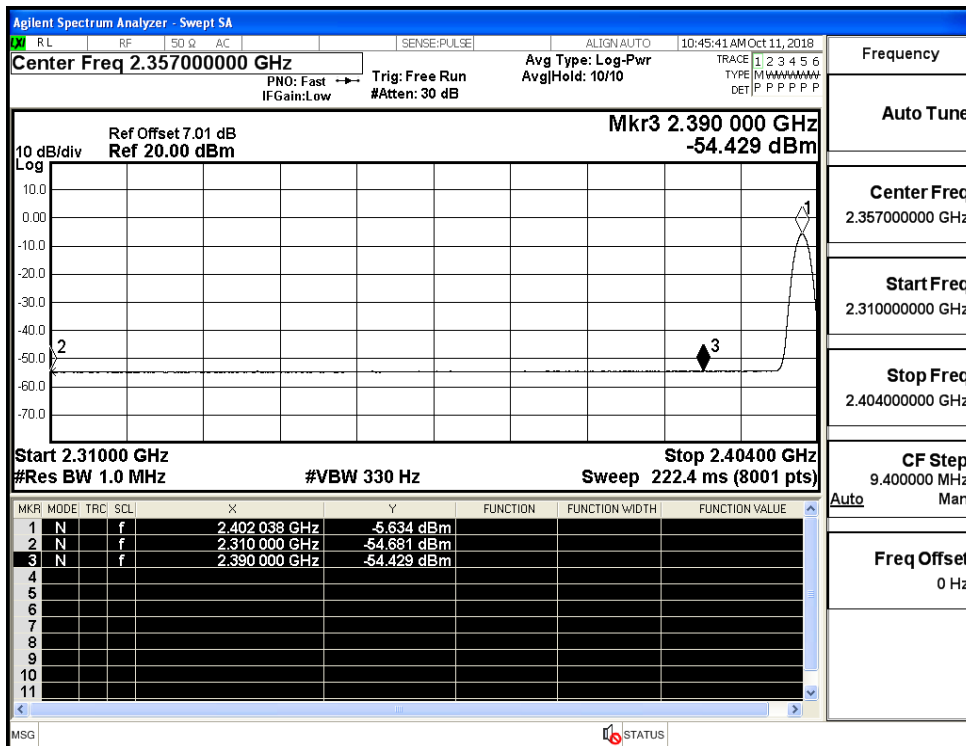 Agilent Spectrum Analyzer - Swept SA
LXI RL RF 50 Ω AC SENSE:PULSE ALIGN AUTO 10:45:41 AM Oct 11, 2018
Center Freq 2.357000000 GHz
PNO: Fast
IFGain:Low
Trig: Free Run
#Atten: 30 dB
Avg Type: Log-Pwr
Avg|Hold: 10/10
TRACE 1 2 3 4 5 6
TYPE M W W W W W
DET P P P P P P
Ref Offset 7.01 dB
10 dB/div Ref 20.00 dBm
Log
Mkr3 2.390 000 GHz
-54.429 dBm
10.0
0.00
-10.0
-20.0
-30.0
-40.0
-50.0
-60.0
-70.0
1
2
3
Start 2.31000 GHz Stop 2.40400 GHz
#Res BW 1.0 MHz #VBW 330 Hz Sweep 222.4 ms (8001 pts)
MKR MODE TRC SCL X Y FUNCTION FUNCTION WIDTH FUNCTION VALUE
1 N f 2.402 038 GHz -5.634 dBm
2 N f 2.310 000 GHz -54.681 dBm
3 N f 2.390 000 GHz -54.429 dBm
4
5
6
7
8
9
10
11
MSG STATUS
Frequency
Auto Tune
Center Freq
2.357000000 GHz
Start Freq
2.310000000 GHz
Stop Freq
2.404000000 GHz
CF Step
9.400000 MHz
Auto Man
Freq Offset
0 Hz